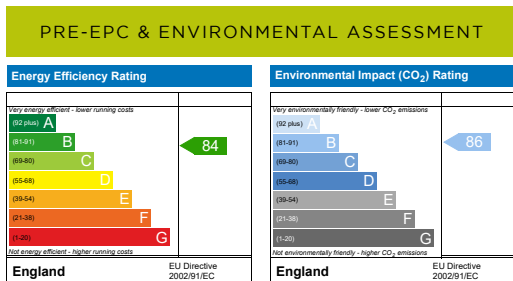 PRE-EPC & ENVIRONMENTAL ASSESSMENT
Energy Efficiency Rating
Very energy efficient - lower running costs
(92 plus) A
(81-91) B
84
(69-80) C
(55-68) D
(39-54) E
(21-38) F
(1-20) G
Not energy efficient - higher running costs
England
EU Directive
2002/91/EC
Environmental Impact (CO₂) Rating
Very environmentally friendly - lower CO₂ emissions
(92 plus) A
(81-91) B
86
(69-80) C
(55-68) D
(39-54) E
(21-38) F
(1-20) G
Not environmentally friendly - higher CO₂ emissions
England
EU Directive
2002/91/EC